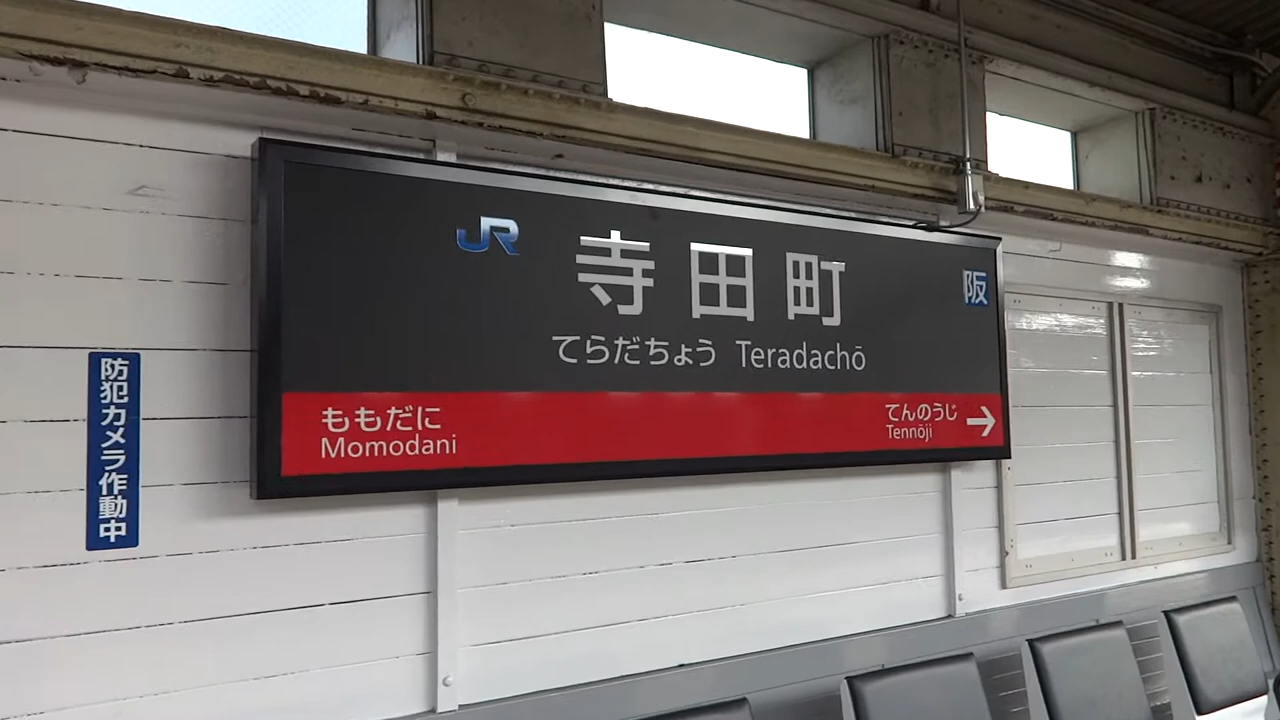 JR
寺田町
阪
てらだちょう Teradachō
ももだに
Momodani
てんのうじ →
Tennōji
防犯カメラ作動中